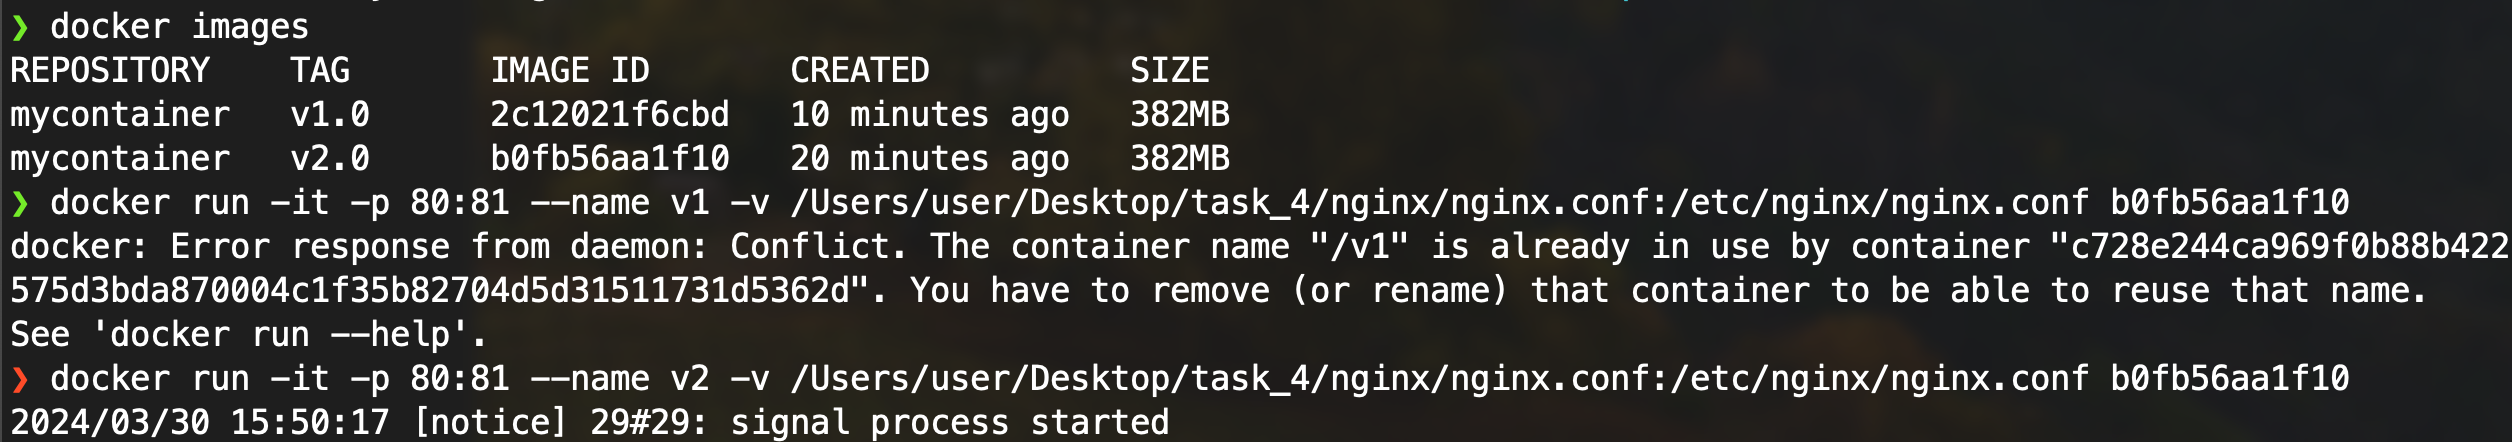 ❯ docker images
REPOSITORY    TAG       IMAGE ID       CREATED          SIZE
mycontainer   v1.0      2c12021f6cbd   10 minutes ago   382MB
mycontainer   v2.0      b0fb56aa1f10   20 minutes ago   382MB
❯ docker run -it -p 80:81 --name v1 -v /Users/user/Desktop/task_4/nginx/nginx.conf:/etc/nginx/nginx.conf b0fb56aa1f10
docker: Error response from daemon: Conflict. The container name "/v1" is already in use by container "c728e244ca969f0b88b422
575d3bda870004c1f35b82704d5d31511731d5362d". You have to remove (or rename) that container to be able to reuse that name.
See 'docker run --help'.
❯ docker run -it -p 80:81 --name v2 -v /Users/user/Desktop/task_4/nginx/nginx.conf:/etc/nginx/nginx.conf b0fb56aa1f10
2024/03/30 15:50:17 [notice] 29#29: signal process started